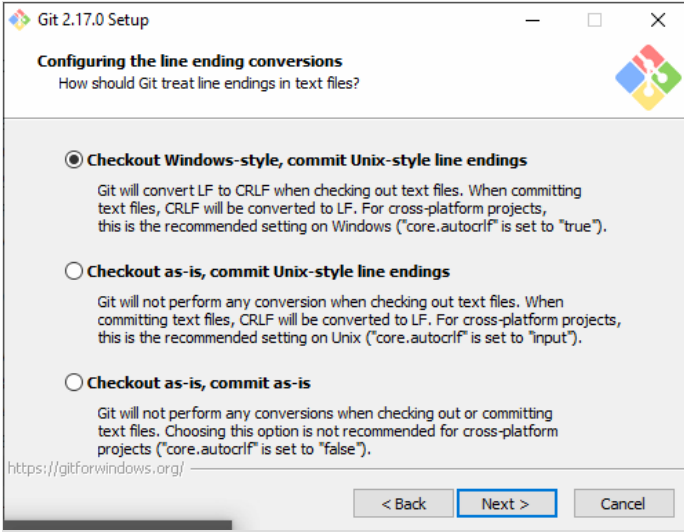 Git 2.17.0 Setup
Configuring the line ending conversions
How should Git treat line endings in text files?
Checkout Windows-style, commit Unix-style line endings
Git will convert LF to CRLF when checking out text files. When committing
text files, CRLF will be converted to LF. For cross-platform projects,
this is the recommended setting on Windows ("core.autocrlf" is set to "true").
Checkout as-is, commit Unix-style line endings
Git will not perform any conversion when checking out text files. When
committing text files, CRLF will be converted to LF. For cross-platform projects,
this is the recommended setting on Unix ("core.autocrlf" is set to "input").
Checkout as-is, commit as-is
Git will not perform any conversions when checking out or committing
text files. Choosing this option is not recommended for cross-platform
projects ("core.autocrlf" is set to "false").
https://gitforwindows.org/
< Back Next > Cancel